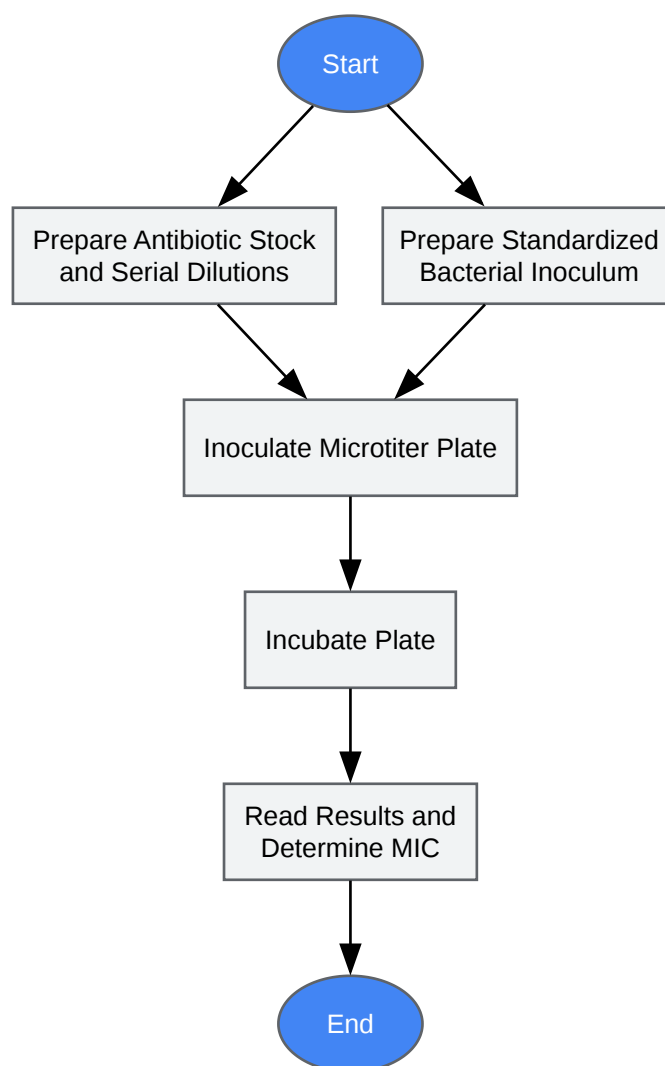 Start
Prepare Antibiotic Stock
and Serial Dilutions
Prepare Standardized
Bacterial Inoculum
Inoculate Microtiter Plate
Incubate Plate
Read Results and
Determine MIC
End